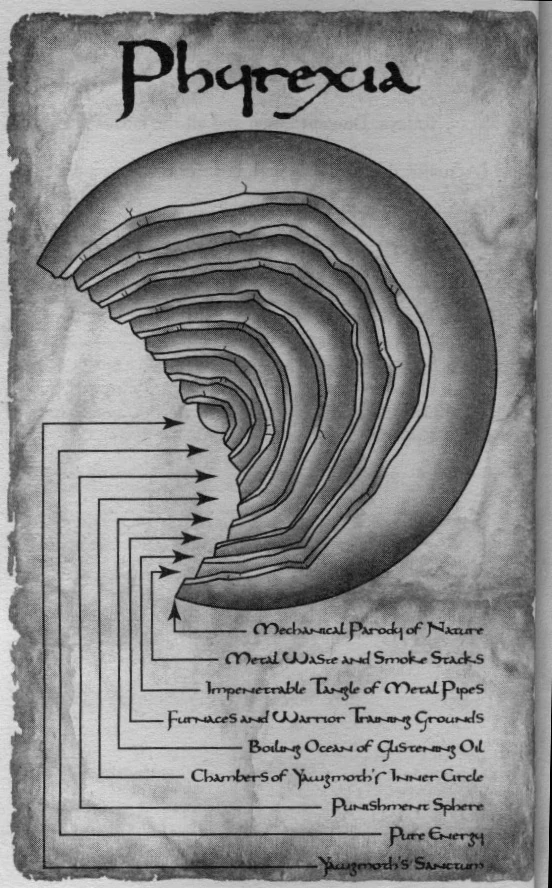 Phyrexia
Mechanical Parody of Nature
Metal Waste and Smoke Stacks
Impenetrable Tangle of Metal Pipes
Furnaces and Warrior Training Grounds
Boiling Ocean of Glistening Oil
Chambers of Yawgmoth's Inner Circle
Punishment Sphere
Pure Energy
Yawgmoth's Sanctum